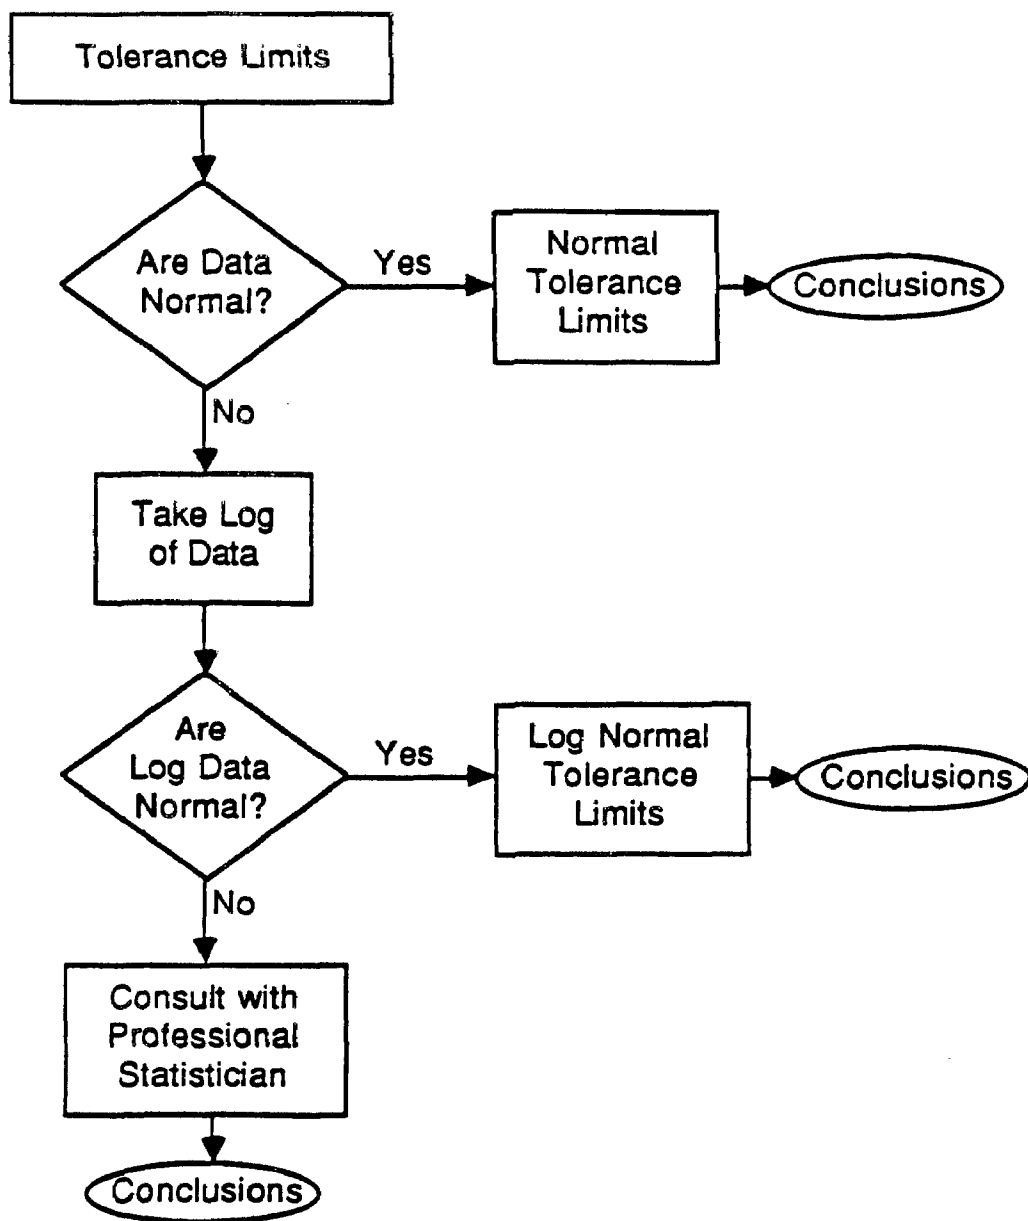 Tolerance Limits
Are Data
Normal?
Yes
Normal
Tolerance
Limits
Conclusions
No
Take Log
of Data
Are
Log Data
Normal?
Yes
Log Normal
Tolerance
Limits
Conclusions
No
Consult with
Professional
Statistician
Conclusions